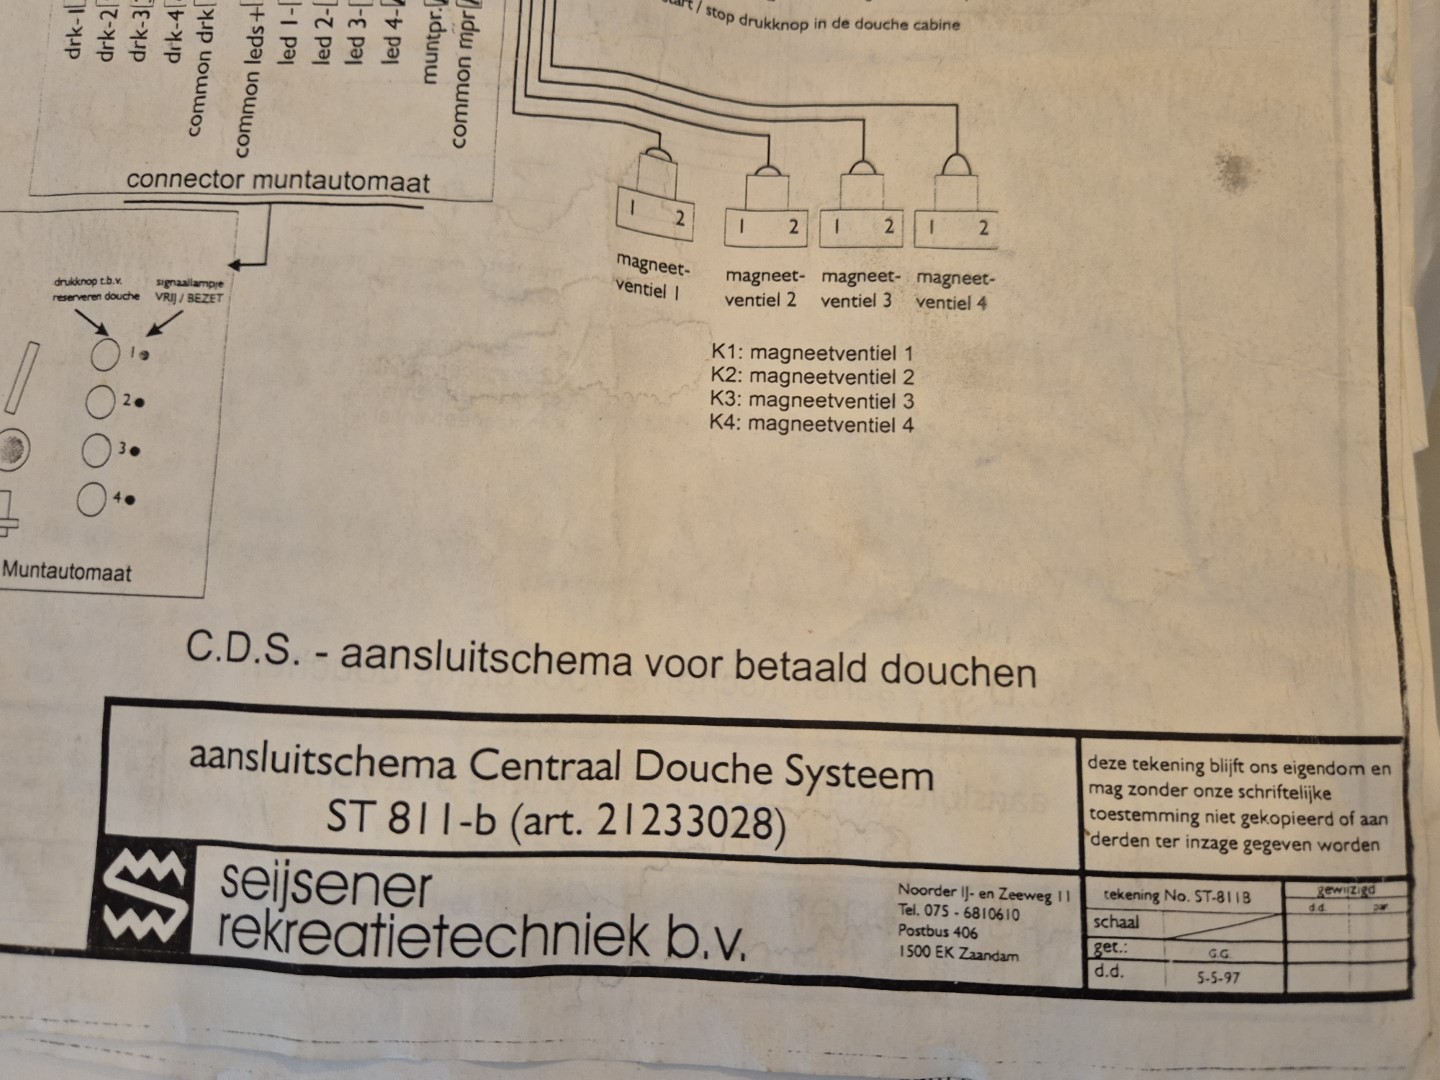 start / stop drukknop in de douche cabine
drk-1
drk-2
drk-3
drk-4
common drk
common leds+
led 1-
led 2-
led 3-
led 4-
muntpr.
common mpr
connector muntautomaat
1 2
1 2
1 2
1 2
magneet-
ventiel 1
magneet-
ventiel 2
magneet-
ventiel 3
magneet-
ventiel 4
K1: magneetventiel 1
K2: magneetventiel 2
K3: magneetventiel 3
K4: magneetventiel 4
drukknop t.b.v.
reserveren douche
signaallampje
VRIJ / BEZET
1
2
3
4
Muntautomaat
C.D.S. - aansluitschema voor betaald douchen
aansluitschema Centraal Douche Systeem
ST 811-b (art. 21233028)
deze tekening blijft ons eigendom en
mag zonder onze schriftelijke
toestemming niet gekopieerd of aan
derden ter inzage gegeven worden
seijsener
rekreatietechniek b.v.
Noorder IJ- en Zeeweg 11
Tel. 075 - 6810610
Postbus 406
1500 EK Zaandam
tekening No. ST-811B
schaal
get.: G.G.
d.d. 5-5-97
gewijzigd
d.d. par